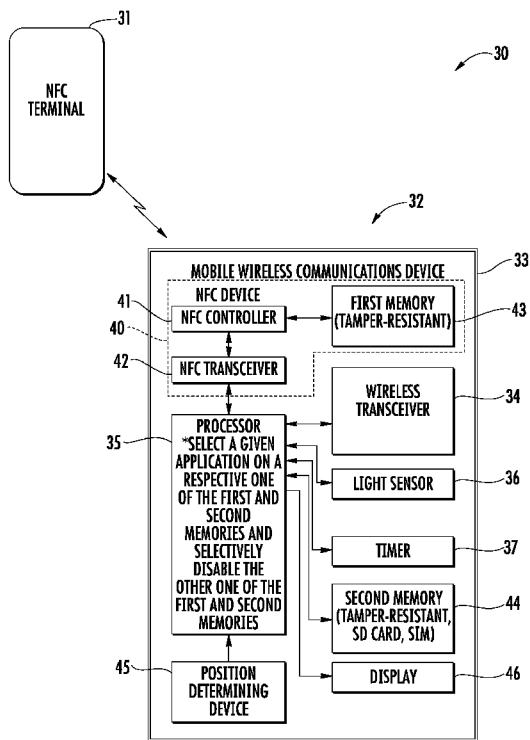 31
30
NFC
TERMINAL
32
33
MOBILE WIRELESS COMMUNICATIONS DEVICE
NFC DEVICE
41
NFC CONTROLLER
FIRST MEMORY
(TAMPER-RESISTANT)
43
40
42
NFC TRANSCEIVER
WIRELESS
TRANSCEIVER
34
35
PROCESSOR
*SELECT A GIVEN
APPLICATION ON A
RESPECTIVE ONE
OF THE FIRST AND
SECOND
MEMORIES AND
SELECTIVELY
DISABLE THE
OTHER ONE OF THE
FIRST AND SECOND
MEMORIES
LIGHT SENSOR
36
TIMER
37
SECOND MEMORY
(TAMPER-RESISTANT,
SD CARD, SIM)
44
45
POSITION
DETERMINING
DEVICE
DISPLAY
46